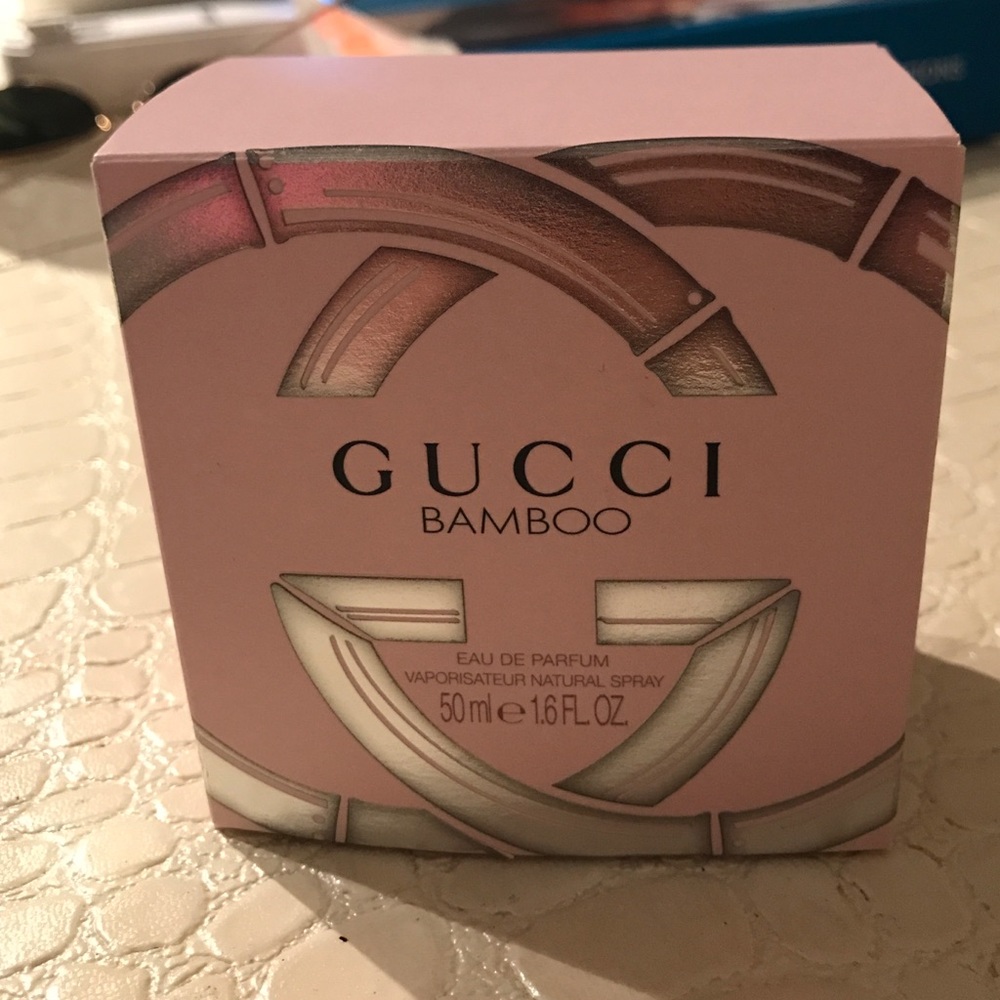 GUCCI
BAMBOO
EAU DE PARFUM
VAPORISATEUR NATURAL SPRAY
50 ml e 1.6 FL. OZ.